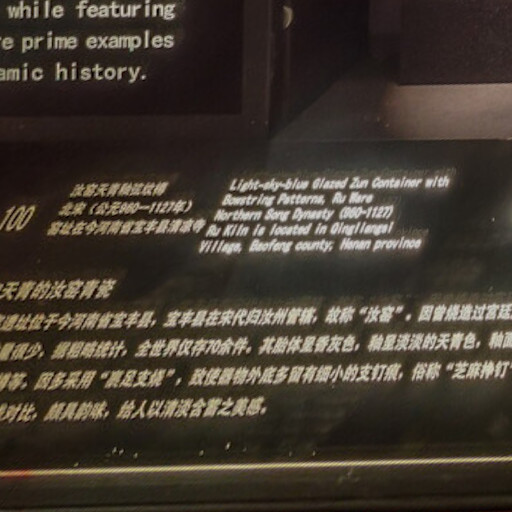 while featuring
e prime examples
amic history.
100
汝窑天青釉弦纹樽
北宋（公元960—1127年）
窑址在今河南省宝丰县清凉寺
Light-sky-blue Glazed Zun Container with
Bowstring Patterns, Ru Ware
Northern Song Dynasty (960-1127)
Ru Kiln is located in Qingliangsi
Village, Baofeng county, Henan province
天青的汝窑青瓷
遗址位于今河南省宝丰县，宝丰县在宋代归汝州管辖，故称“汝窑”，因曾烧造过宫廷
量很少，据粗略统计，全世界仅存70余件。其胎体呈香灰色，釉呈淡淡的天青色，釉面
等，因多采用“裹足支烧”，故使器物外底多留有细小的支钉痕，俗称“芝麻挣钉”
对比，颇具韵味，给人以清淡含蓄之美感。